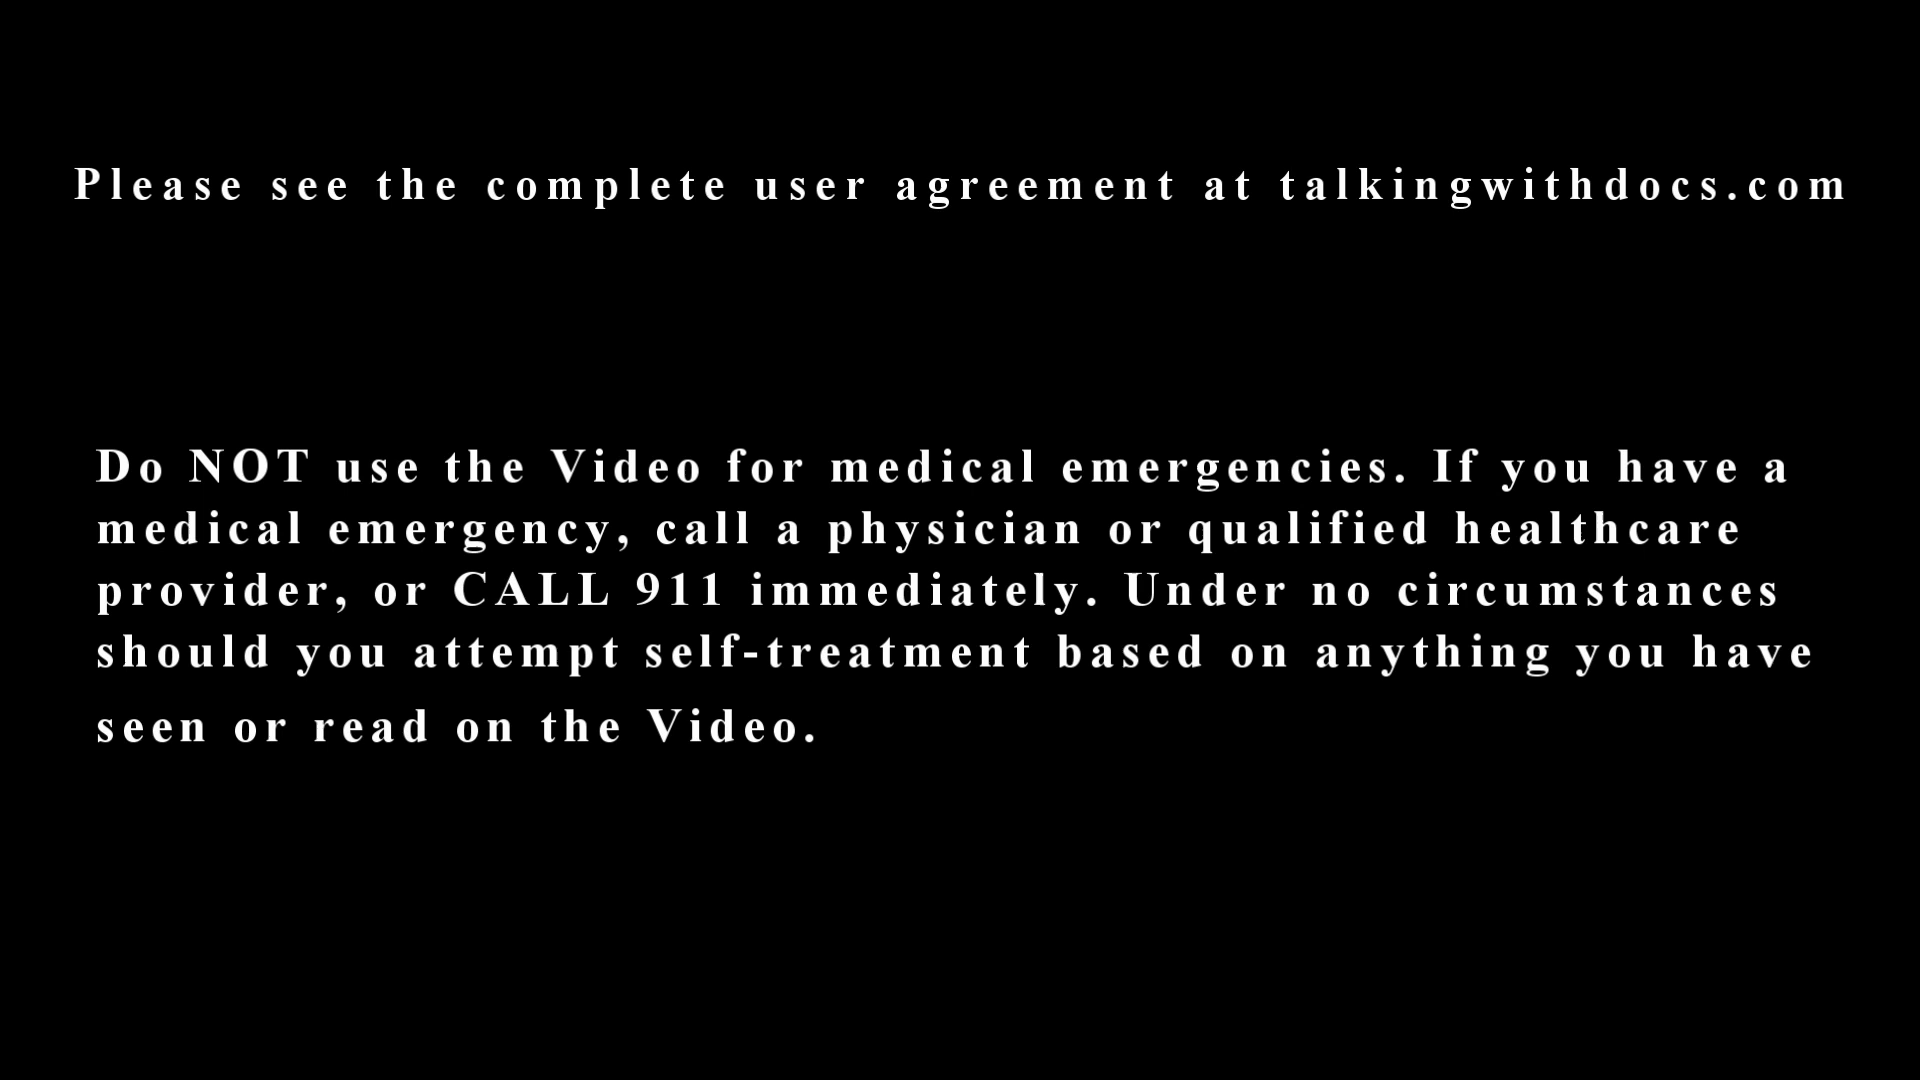 Please see the complete user agreement at talkingwithdocs.com
Do NOT use the Video for medical emergencies. If you have a
medical emergency, call a physician or qualified healthcare
provider, or CALL 911 immediately. Under no circumstances
should you attempt self-treatment based on anything you have
seen or read on the Video.